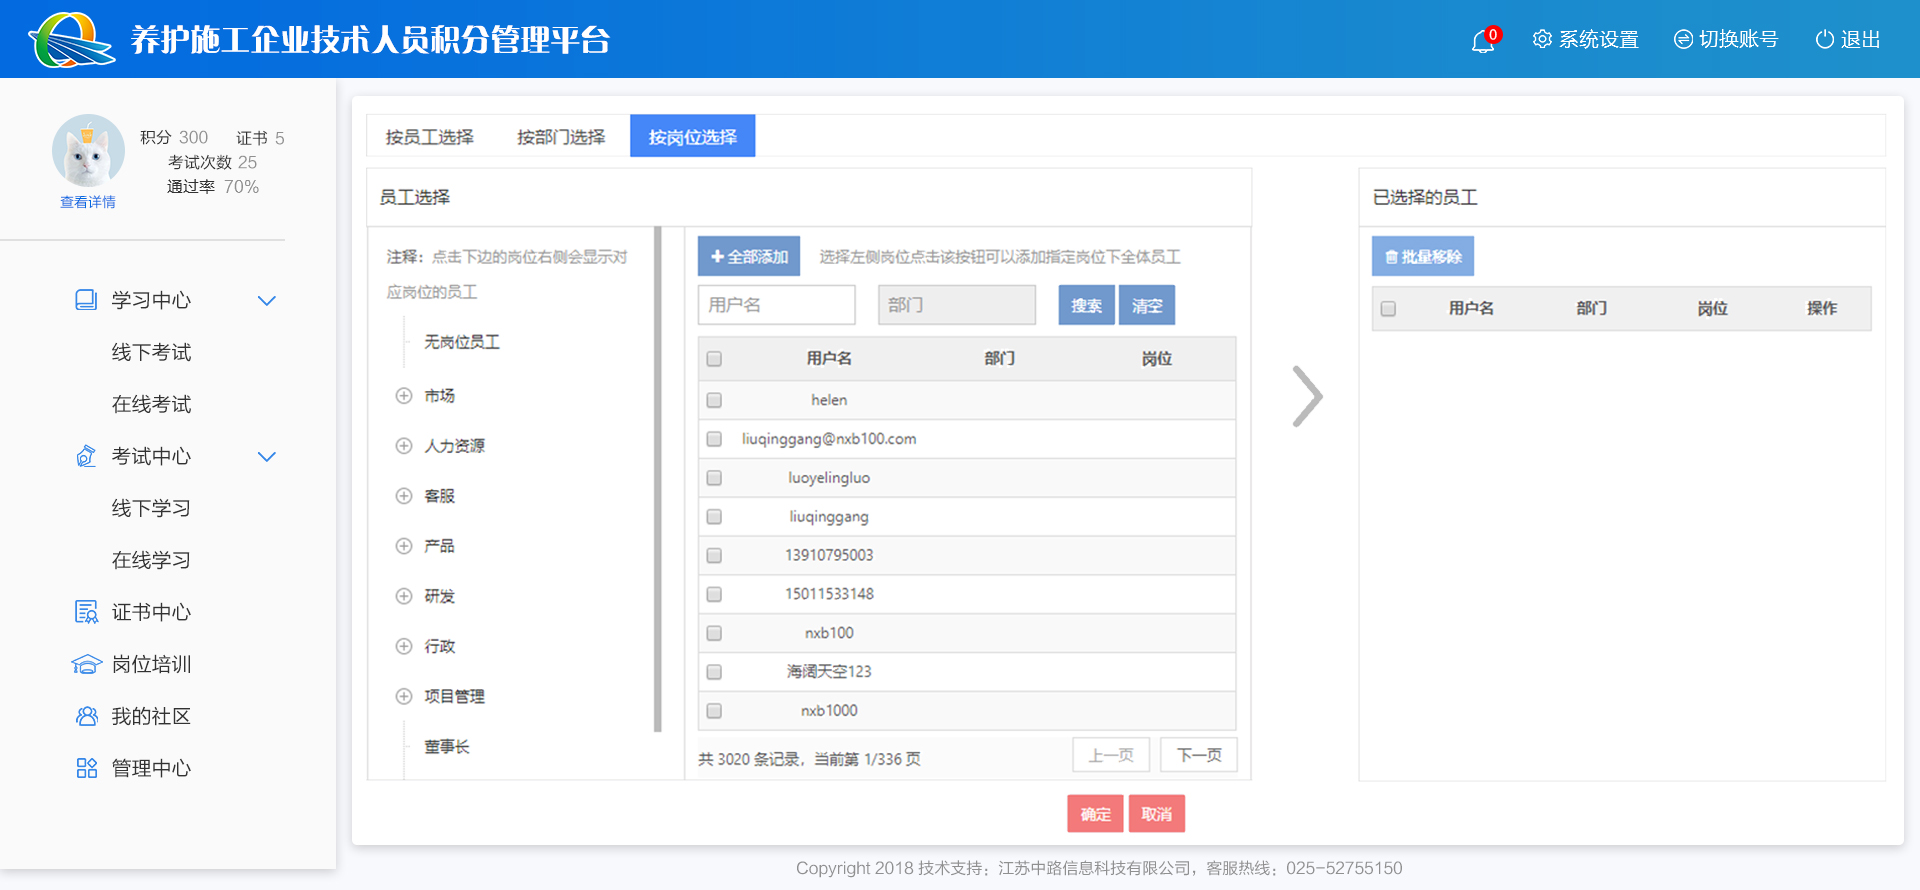 养护施工企业技术人员积分管理平台
0
系统设置
切换账号
退出
积分 300 证书 5
考试次数 25
通过率 70%
查看详情
学习中心
线下考试
在线考试
考试中心
线下学习
在线学习
证书中心
岗位培训
我的社区
管理中心
按员工选择 按部门选择 按岗位选择
员工选择
注释：点击下边的岗位右侧会显示对
应岗位的员工
无岗位员工
市场
人力资源
客服
产品
研发
行政
项目管理
董事长
全部添加 选择左侧岗位点击该按钮可以添加指定岗位下全体员工
用户名 部门 搜索 清空
用户名 部门 岗位
helen
liuqinggang@nxb100.com
luoyelingluo
liuqinggang
13910795003
15011533148
nxb100
海阔天空123
nxb1000
共 3020 条记录，当前第 1/336 页 上一页 下一页
已选择的员工
批量移除
用户名 部门 岗位 操作
确定 取消
Copyright 2018 技术支持：江苏中路信息科技有限公司，客服热线：025-52755150